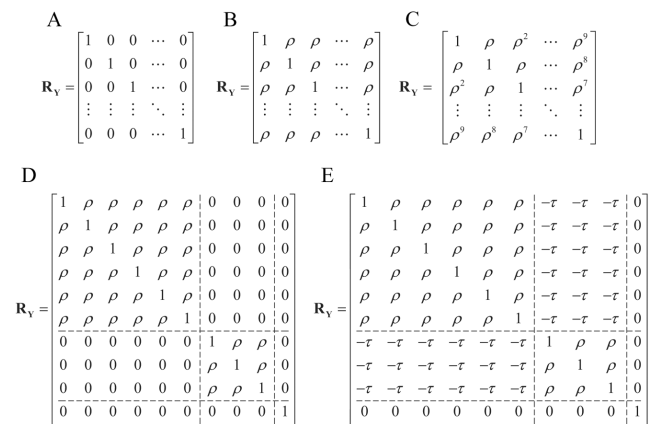 A
1 0 0 ⋯ 0
0 1 0 ⋯ 0
R_Y = 0 0 1 ⋯ 0
⋮ ⋮ ⋮ ⋱ ⋮
0 0 0 ⋯ 1
B
1 ρ ρ ⋯ ρ
ρ 1 ρ ⋯ ρ
R_Y = ρ ρ 1 ⋯ ρ
⋮ ⋮ ⋮ ⋱ ⋮
ρ ρ ρ ⋯ 1
C
1 ρ ρ² ⋯ ρ⁹
ρ 1 ρ ⋯ ρ⁸
R_Y = ρ² ρ 1 ⋯ ρ⁷
⋮ ⋮ ⋮ ⋱ ⋮
ρ⁹ ρ⁸ ρ⁷ ⋯ 1
D
1 ρ ρ ρ ρ ρ 0 0 0 0
ρ 1 ρ ρ ρ ρ 0 0 0 0
ρ ρ 1 ρ ρ ρ 0 0 0 0
ρ ρ ρ 1 ρ ρ 0 0 0 0
ρ ρ ρ ρ 1 ρ 0 0 0 0
R_Y = ρ ρ ρ ρ ρ 1 0 0 0 0
0 0 0 0 0 0 1 ρ ρ 0
0 0 0 0 0 0 ρ 1 ρ 0
0 0 0 0 0 0 ρ ρ 1 0
0 0 0 0 0 0 0 0 0 1
E
1 ρ ρ ρ ρ ρ −τ −τ −τ 0
ρ 1 ρ ρ ρ ρ −τ −τ −τ 0
ρ ρ 1 ρ ρ ρ −τ −τ −τ 0
ρ ρ ρ 1 ρ ρ −τ −τ −τ 0
ρ ρ ρ ρ 1 ρ −τ −τ −τ 0
R_Y = ρ ρ ρ ρ ρ 1 −τ −τ −τ 0
−τ −τ −τ −τ −τ −τ 1 ρ ρ 0
−τ −τ −τ −τ −τ −τ ρ 1 ρ 0
−τ −τ −τ −τ −τ −τ ρ ρ 1 0
0 0 0 0 0 0 0 0 0 1